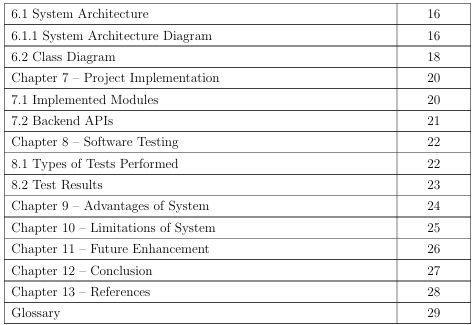 6.1 System Architecture 16
6.1.1 System Architecture Diagram 16
6.2 Class Diagram 18
Chapter 7 – Project Implementation 20
7.1 Implemented Modules 20
7.2 Backend APIs 21
Chapter 8 – Software Testing 22
8.1 Types of Tests Performed 22
8.2 Test Results 23
Chapter 9 – Advantages of System 24
Chapter 10 – Limitations of System 25
Chapter 11 – Future Enhancement 26
Chapter 12 – Conclusion 27
Chapter 13 – References 28
Glossary 29